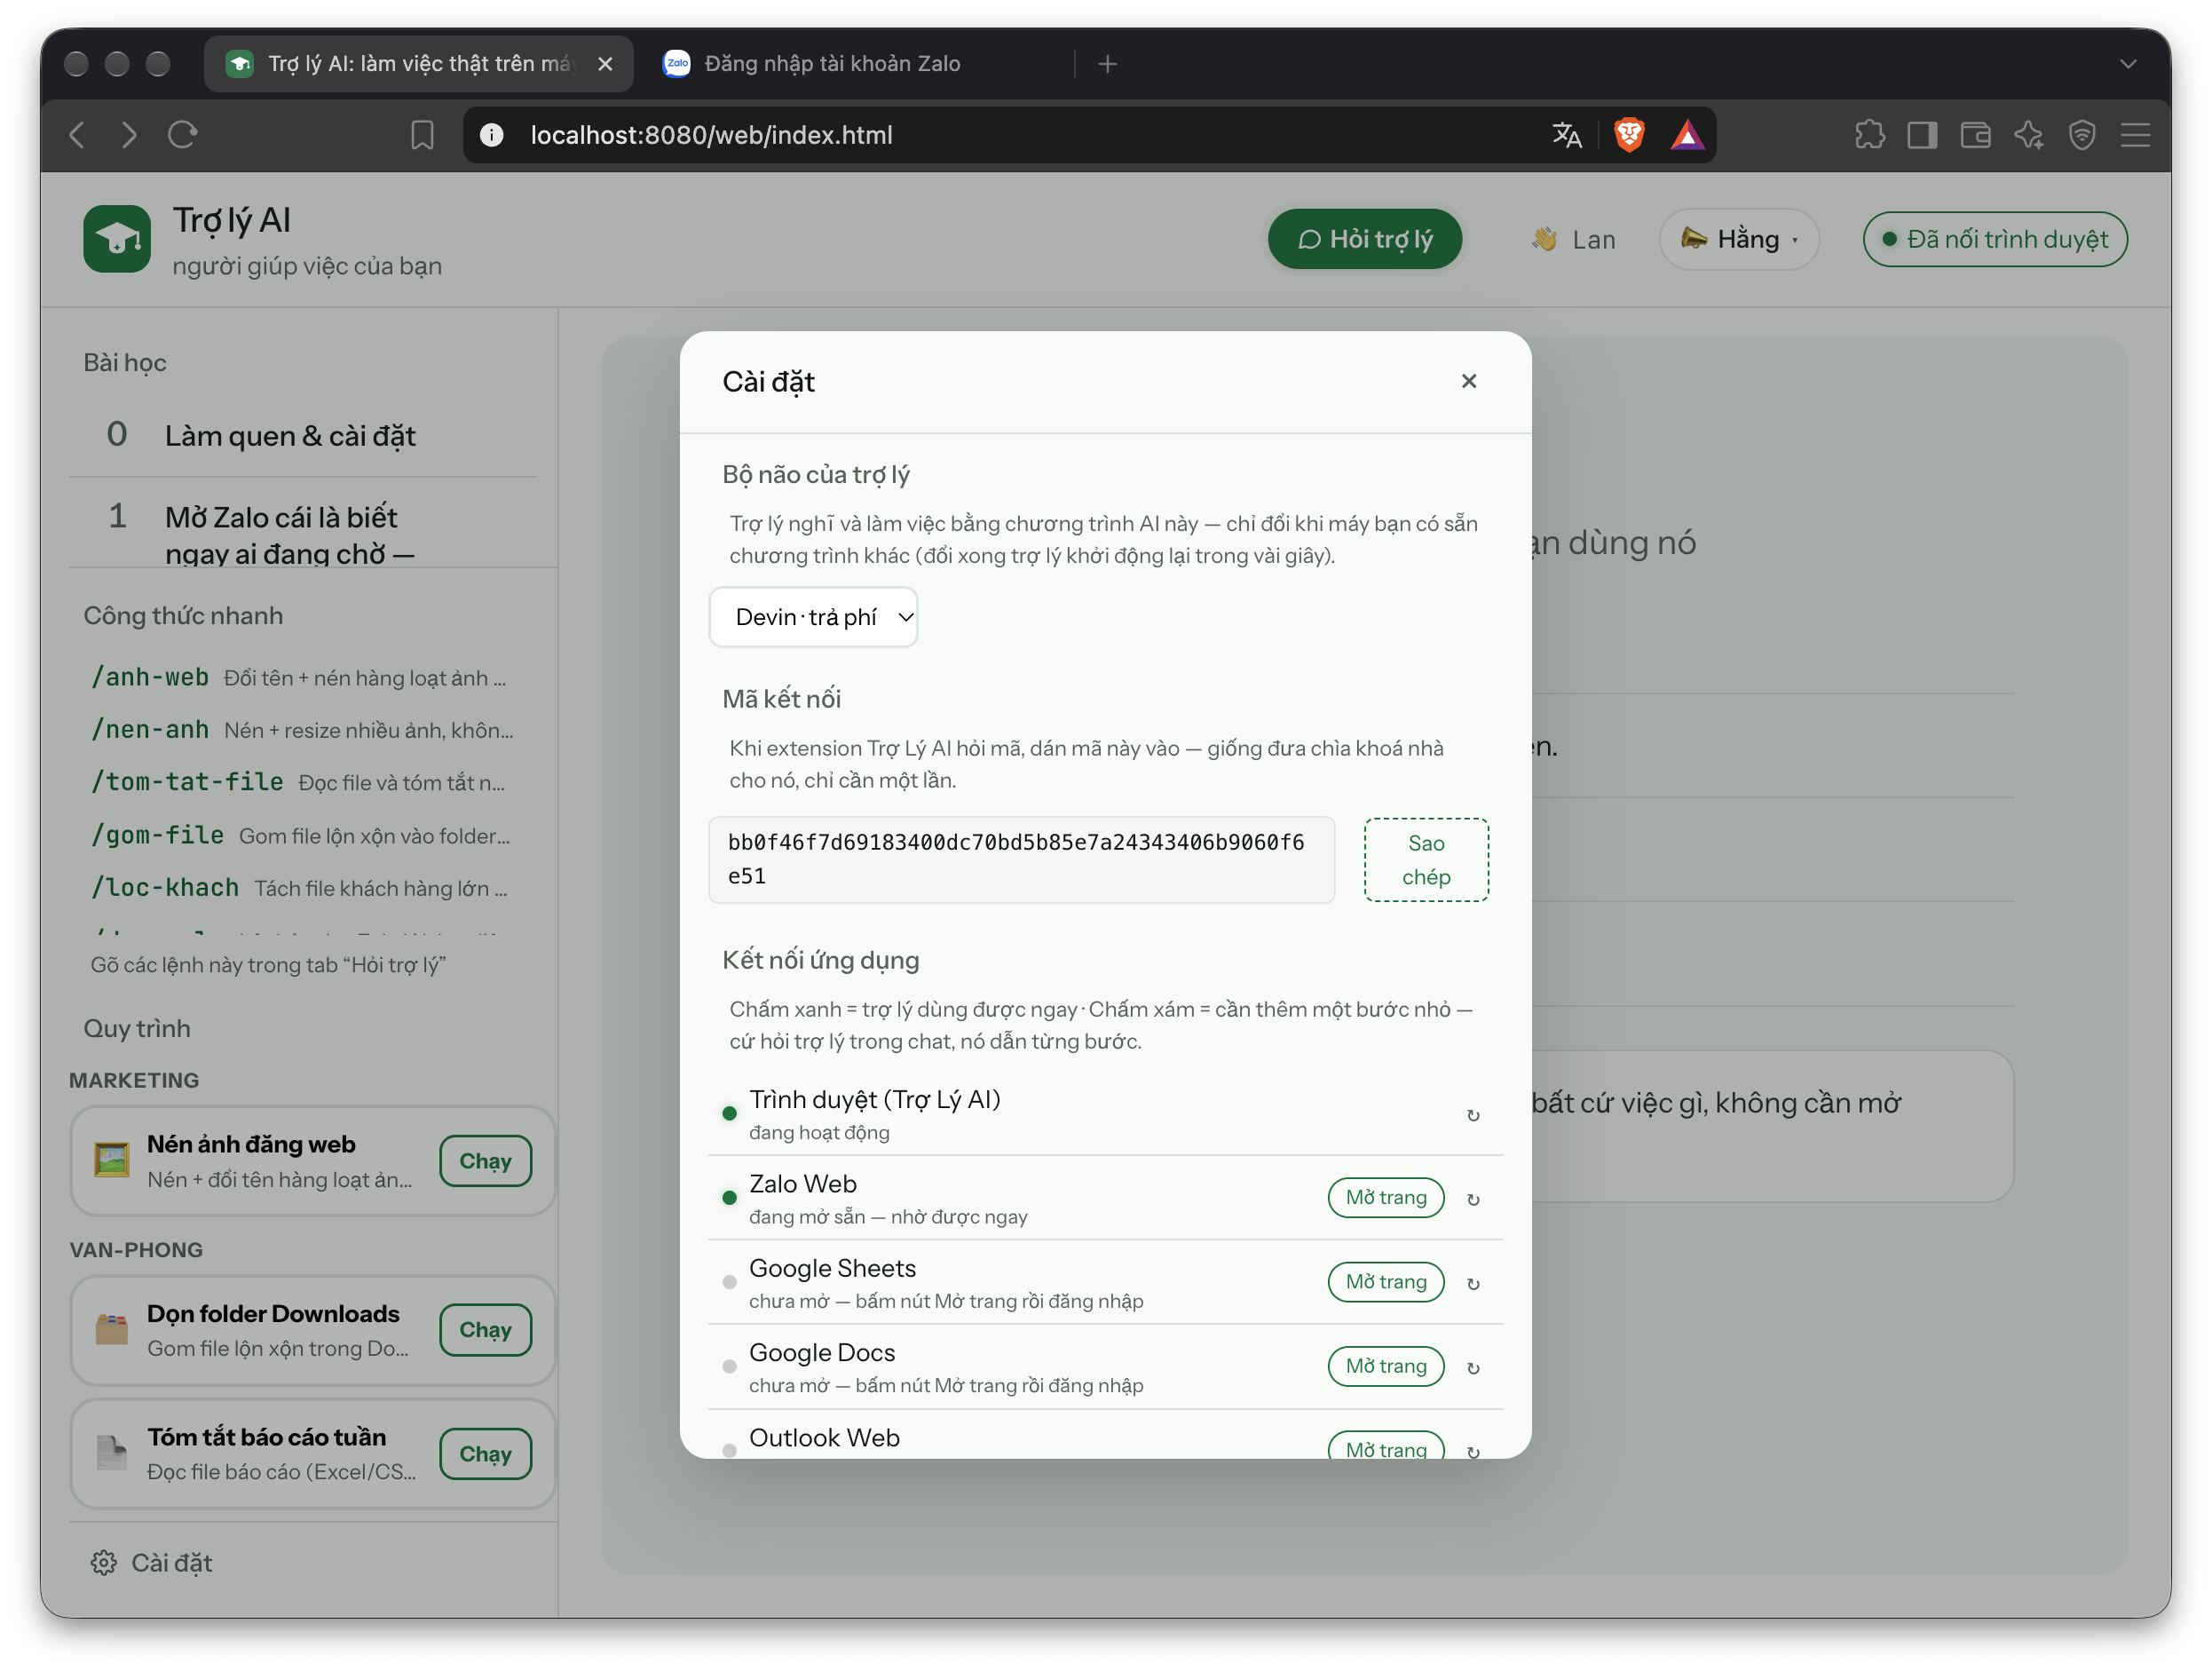 Trợ lý AI: làm việc thật trên má
Zalo
Đăng nhập tài khoản Zalo
localhost:8080/web/index.html
Trợ lý AI
người giúp việc của bạn
Hỏi trợ lý
Lan
Hằng
Đã nối trình duyệt
Bài học
0 Làm quen & cài đặt
1 Mở Zalo cái là biết
ngay ai đang chờ —
Công thức nhanh
/anh-web Đổi tên + nén hàng loạt ảnh ...
/nen-anh Nén + resize nhiều ảnh, khôn...
/tom-tat-file Đọc file và tóm tắt n...
/gom-file Gom file lộn xộn vào folder...
/loc-khach Tách file khách hàng lớn ...
Gõ các lệnh này trong tab “Hỏi trợ lý”
Quy trình
MARKETING
Nén ảnh đăng web
Nén + đổi tên hàng loạt ản...
Chạy
VAN-PHONG
Dọn folder Downloads
Gom file lộn xộn trong Do...
Chạy
Tóm tắt báo cáo tuần
Đọc file báo cáo (Excel/CS...
Chạy
Cài đặt
Cài đặt
Bộ não của trợ lý
Trợ lý nghĩ và làm việc bằng chương trình AI này — chỉ đổi khi máy bạn có sẵn
chương trình khác (đổi xong trợ lý khởi động lại trong vài giây).
Devin · trả phí
Mã kết nối
Khi extension Trợ Lý AI hỏi mã, dán mã này vào — giống đưa chìa khoá nhà
cho nó, chỉ cần một lần.
bb0f46f7d69183400dc70bd5b85e7a24343406b9060f6
e51
Sao
chép
Kết nối ứng dụng
Chấm xanh = trợ lý dùng được ngay · Chấm xám = cần thêm một bước nhỏ —
cứ hỏi trợ lý trong chat, nó dẫn từng bước.
Trình duyệt (Trợ Lý AI)
đang hoạt động
Zalo Web
đang mở sẵn — nhờ được ngay
Mở trang
Google Sheets
chưa mở — bấm nút Mở trang rồi đăng nhập
Mở trang
Google Docs
chưa mở — bấm nút Mở trang rồi đăng nhập
Mở trang
Outlook Web
Mở trang
ạn dùng nó
ên.
bất cứ việc gì, không cần mở